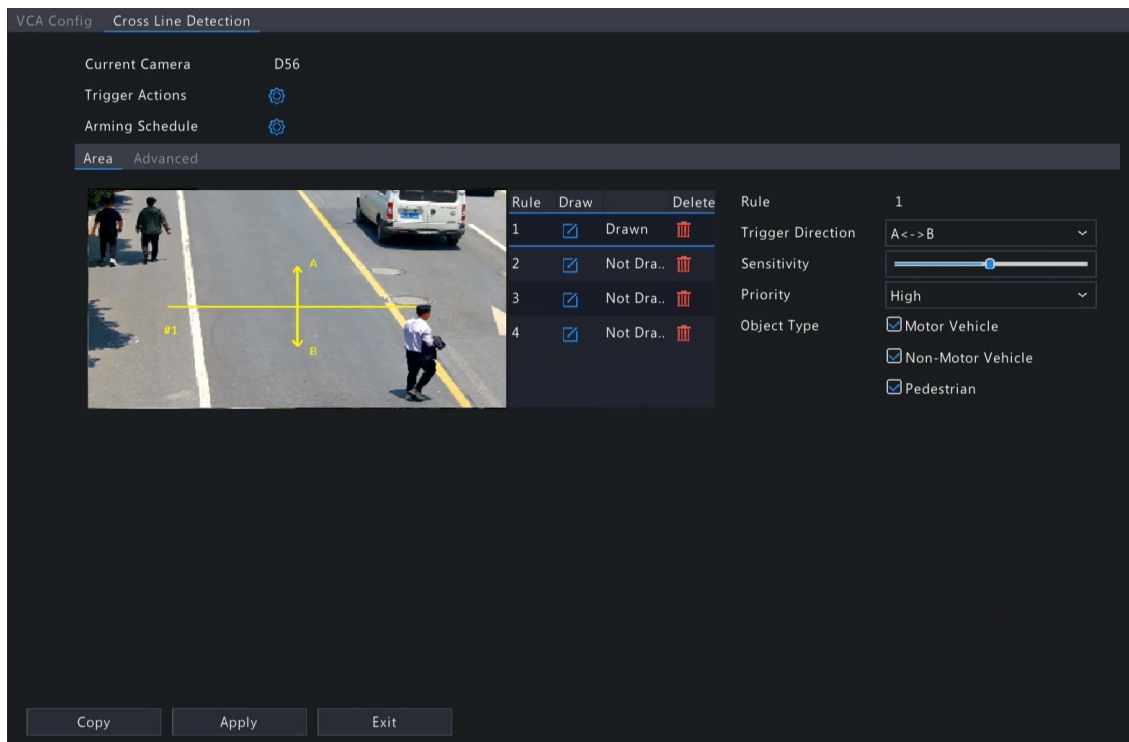 VCA Config Cross Line Detection
Current Camera D56
Trigger Actions
Arming Schedule
Area Advanced
Rule Draw Delete
1 Drawn
2 Not Dra..
3 Not Dra..
4 Not Dra..
A
#1
B
Rule 1
Trigger Direction A<->B
Sensitivity
Priority High
Object Type Motor Vehicle
Non-Motor Vehicle
Pedestrian
Copy Apply Exit